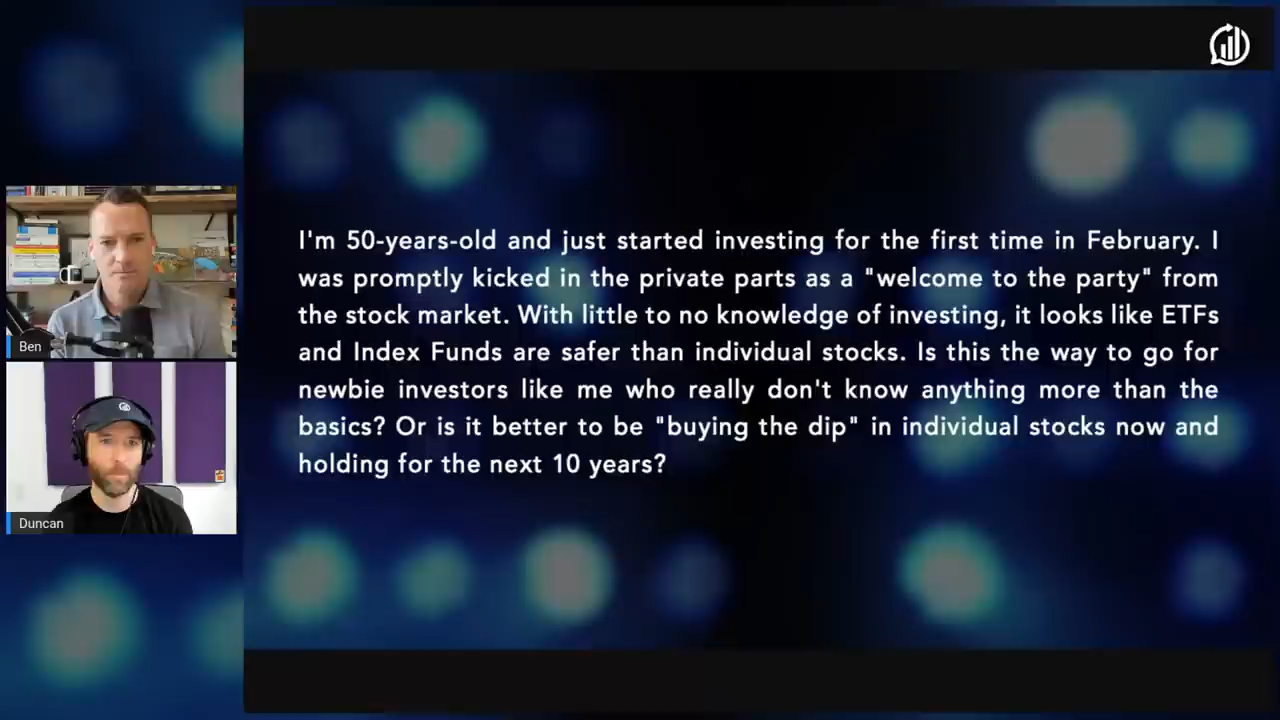 I'm 50-years-old and just started investing for the first time in February. I
was promptly kicked in the private parts as a "welcome to the party" from
the stock market. With little to no knowledge of investing, it looks like ETFs
and Index Funds are safer than individual stocks. Is this the way to go for
newbie investors like me who really don't know anything more than the
basics? Or is it better to be "buying the dip" in individual stocks now and
holding for the next 10 years?
Ben
Duncan